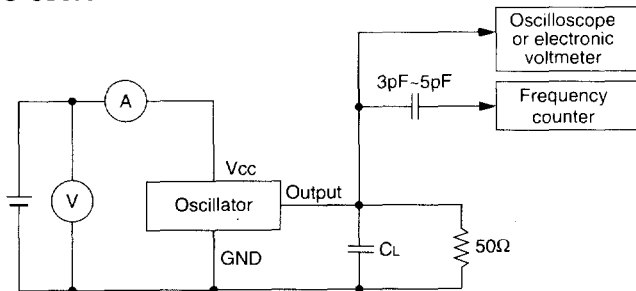 Oscilloscope
or electronic
voltmeter
3pF~5pF
Frequency
counter
A
Vcc
V
Oscillator
Output
GND
CL
50Ω